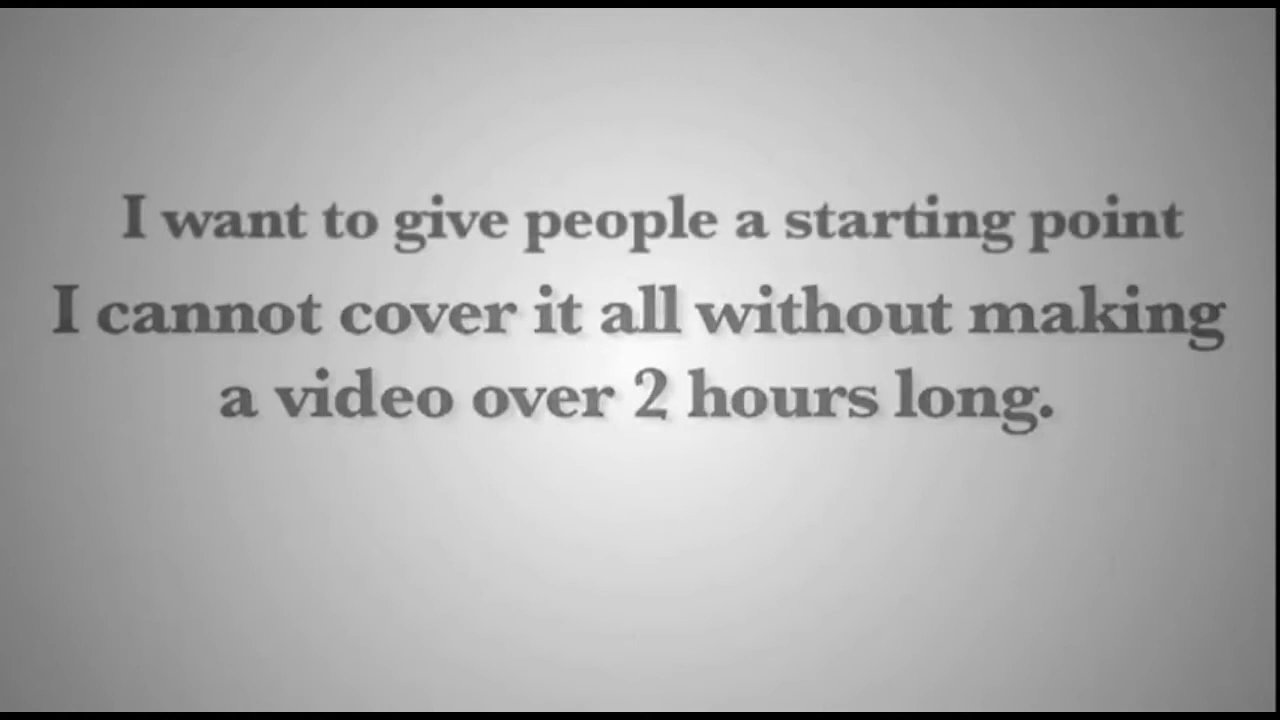 I want to give people a starting point
I cannot cover it all without making
a video over 2 hours long.